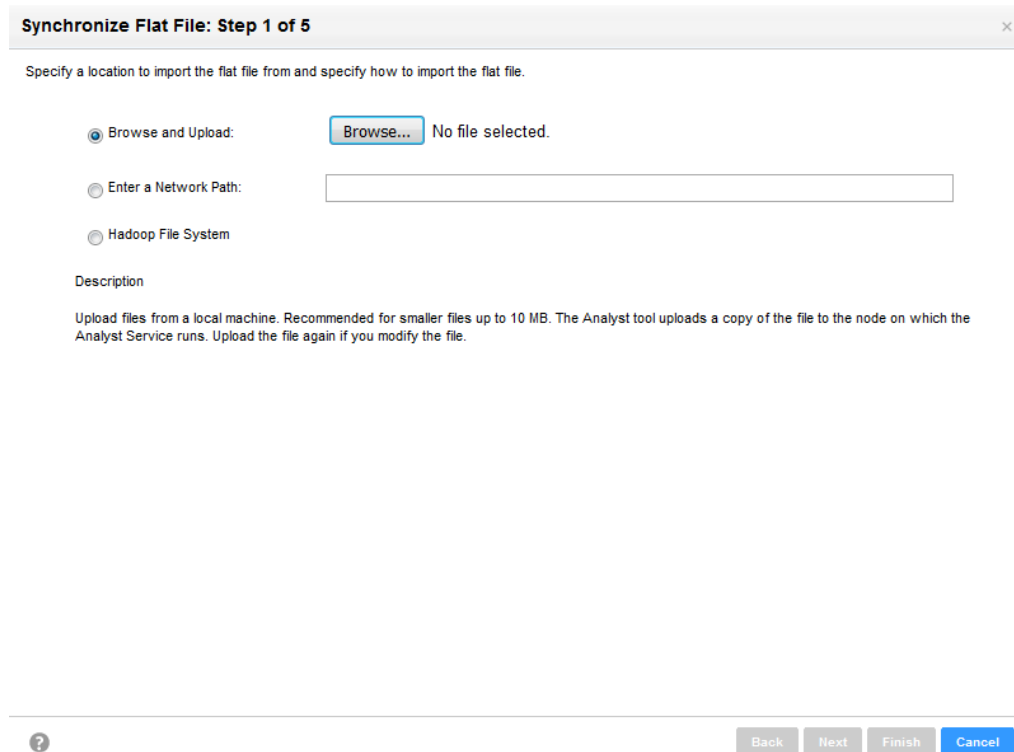 Synchronize Flat File: Step 1 of 5
×
Specify a location to import the flat file from and specify how to import the flat file.
Browse and Upload: Browse... No file selected.
Enter a Network Path:
Hadoop File System
Description
Upload files from a local machine. Recommended for smaller files up to 10 MB. The Analyst tool uploads a copy of the file to the node on which the
Analyst Service runs. Upload the file again if you modify the file.
? Back Next Finish Cancel